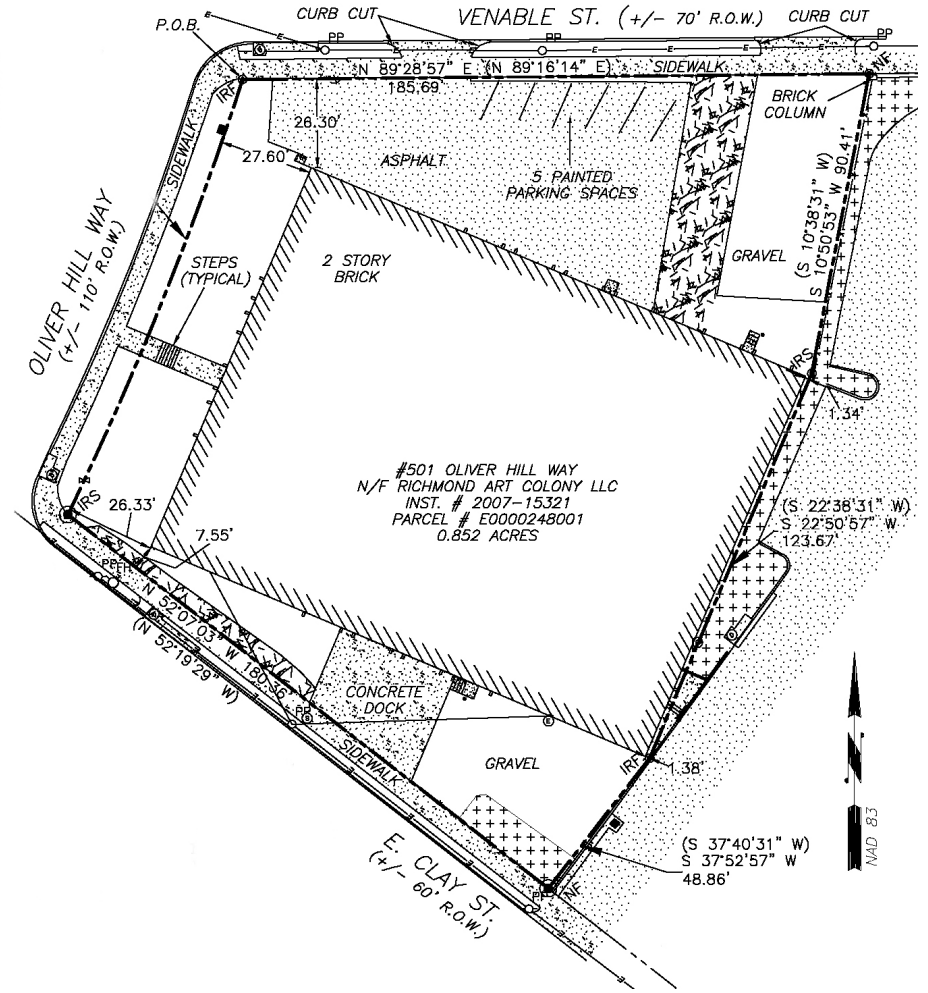 VENABLE ST. (+/- 70' R.O.W.)
CURB CUT
CURB CUT
P.O.B.
E
E
PP
PP
PP
E
E
E
N 89°28'57" E (N 89°16'14" E)
185.69
SIDEWALK
NF
IRF
BRICK
COLUMN
26.30'
27.60'
ASPHALT
5 PAINTED
PARKING SPACES
SIDEWALK
OLIVER HILL WAY
(+/- 110' R.O.W.)
STEPS
(TYPICAL)
2 STORY
BRICK
GRAVEL
(S 10°38'31" W)
S 10°50'53" W 90.41'
IRS
1.34'
#501 OLIVER HILL WAY
N/F RICHMOND ART COLONY LLC
INST. # 2007-15321
PARCEL # E0000248001
0.852 ACRES
IRS
26.33'
7.55'
(S 22°38'31" W)
S 22°50'57" W
123.67'
PP
N 52°07'03" W 180.36'
(N 52°19'29" W)
PP
CONCRETE
DOCK
E
SIDEWALK
GRAVEL
IRF
1.38'
(S 37°40'31" W)
S 37°52'57" W
48.86'
NF
PP
E. CLAY ST.
(+/- 60' R.O.W.)
NAD 83